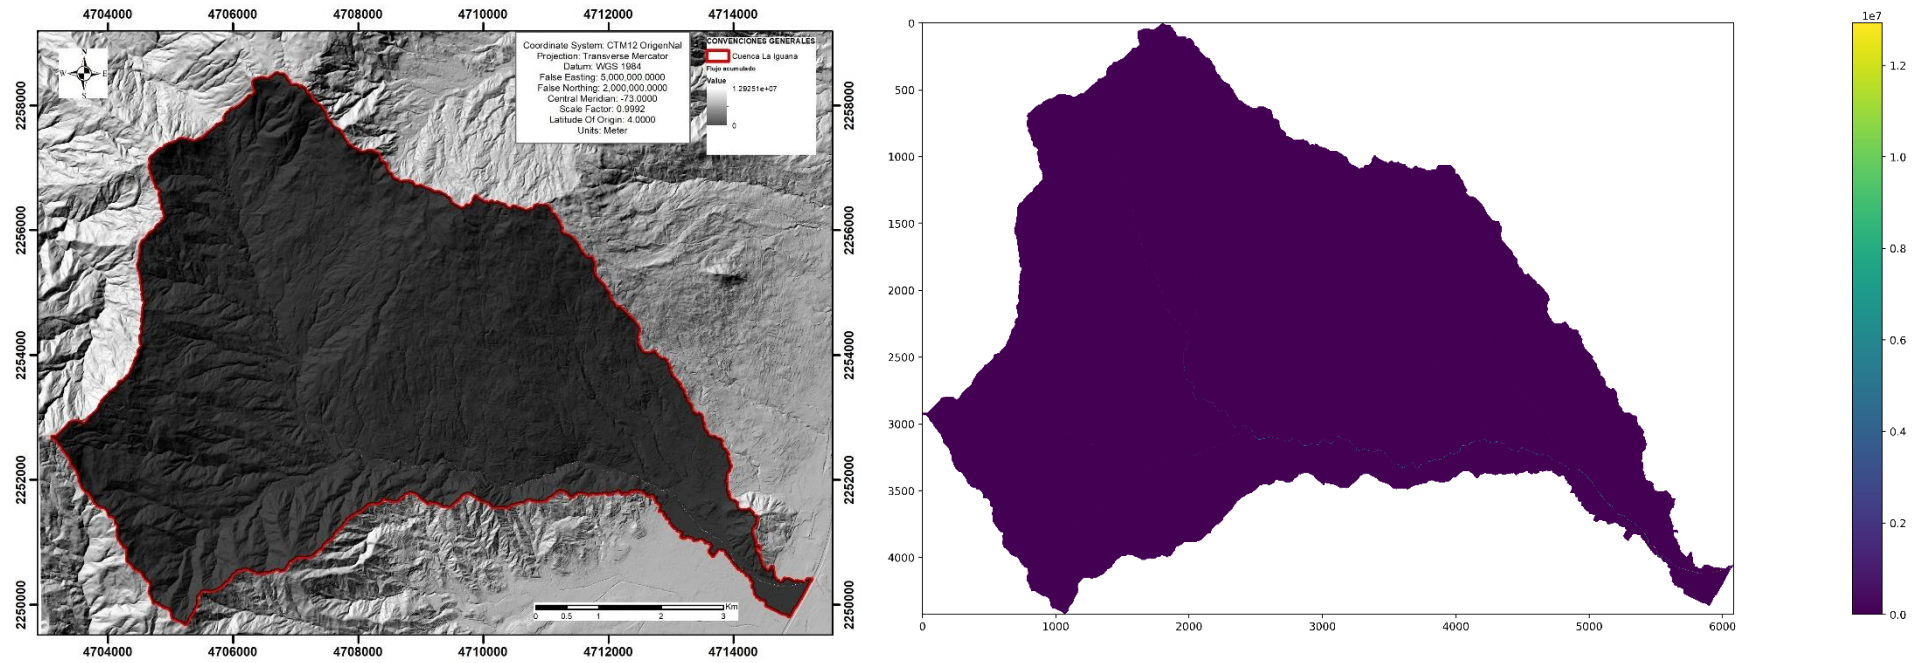 4704000 4706000 4708000 4710000 4712000 4714000
N
W E
S
Coordinate System: CTM12 OrigenNal
Projection: Transverse Mercator
Datum: WGS 1984
False Easting: 5,000,000.0000
False Northing: 2,000,000.0000
Central Meridian: -73.0000
Scale Factor: 0.9992
Latitude Of Origin: 4.0000
Units: Meter
CONVENCIONES GENERALES
Cuenca La Iguana
Flujo acumulado
Value
1.29251e+07
0
2258000
2256000
2254000
2252000
2250000
2258000
2256000
2254000
2252000
2250000
Km
0 0.5 1 2 3
4704000 4706000 4708000 4710000 4712000 4714000
0
500
1000
1500
2000
2500
3000
3500
4000
0 1000 2000 3000 4000 5000 6000
1e7
1.2
1.0
0.8
0.6
0.4
0.2
0.0